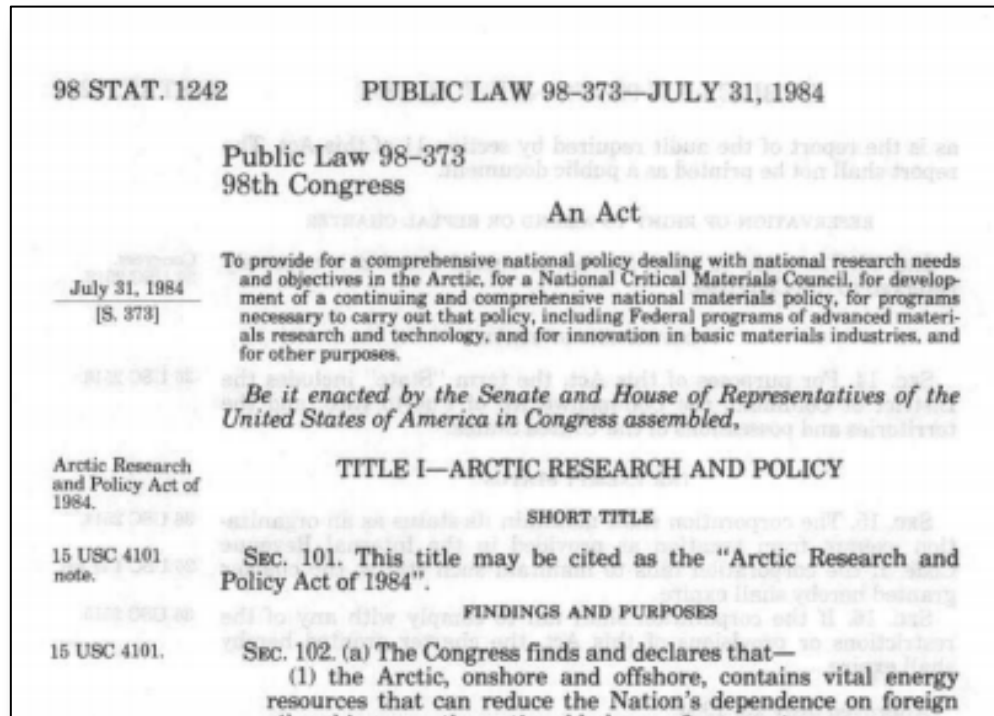 98 STAT. 1242 PUBLIC LAW 98–373—JULY 31, 1984
Public Law 98–373
98th Congress
An Act
July 31, 1984
[S. 373]
To provide for a comprehensive national policy dealing with national research needs
and objectives in the Arctic, for a National Critical Materials Council, for develop-
ment of a continuing and comprehensive national materials policy, for programs
necessary to carry out that policy, including Federal programs of advanced materi-
als research and technology, and for innovation in basic materials industries, and
for other purposes.
Be it enacted by the Senate and House of Representatives of the
United States of America in Congress assembled,
Arctic Research
and Policy Act of
1984.
TITLE I—ARCTIC RESEARCH AND POLICY
SHORT TITLE
15 USC 4101
note.
SEC. 101. This title may be cited as the “Arctic Research and
Policy Act of 1984”.
FINDINGS AND PURPOSES
15 USC 4101.
SEC. 102. (a) The Congress finds and declares that—
(1) the Arctic, onshore and offshore, contains vital energy
resources that can reduce the Nation's dependence on foreign